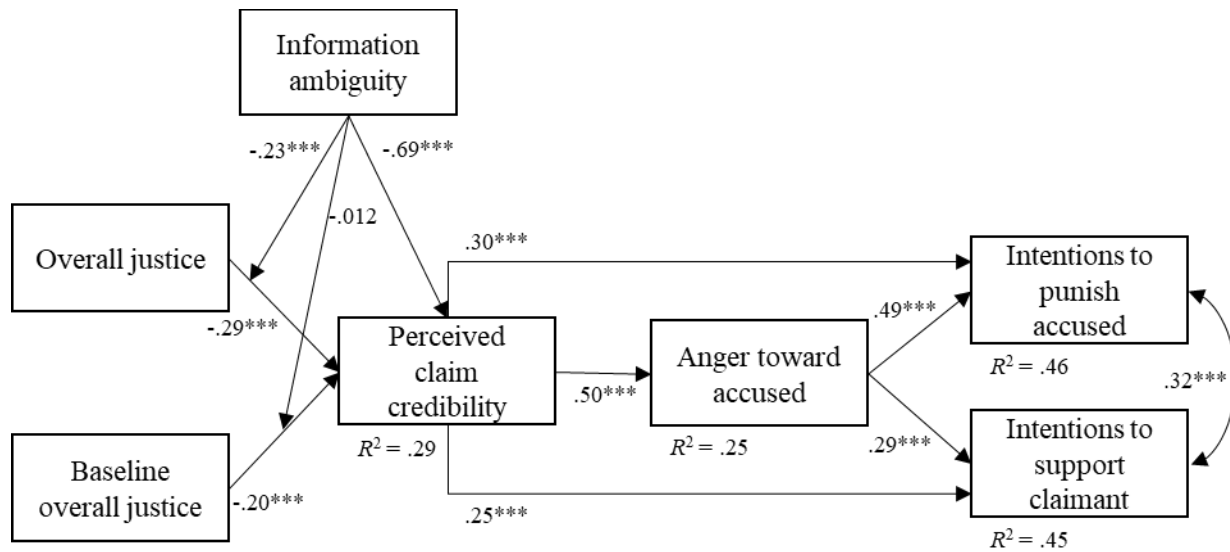 Information
ambiguity
-.23***
-.69***
-.012
Overall justice
-.29***
.30***
Intentions to
punish
accused
R² = .46
Perceived
claim
credibility
R² = .29
.50***
Anger toward
accused
R² = .25
.49***
.29***
.32***
Baseline
overall justice
-.20***
.25***
Intentions to
support
claimant
R² = .45